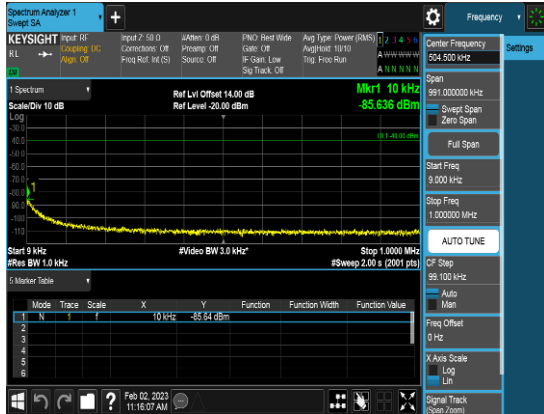 Spectrum Analyzer 1
Swept SA
+
Frequency
KEYSIGHT
RL
Input: RF
Coupling: DC
Align: Off
Input Z: 50 Ω
Corrections: Off
Freq Ref: Int (S)
#Atten: 0 dB
Preamp: Off
Source: Off
PNO: Best Wide
Gate: Off
IF Gain: Low
Sig Track: Off
Avg Type: Power (RMS)
Avg|Hold: 10/10
Trig: Free Run
1 2 3 4 5 6
A W W W W W
A N N N N N
LXI
1 Spectrum
Scale/Div 10 dB
Ref Lvl Offset 14.00 dB
Ref Level -20.00 dBm
Mkr1 10 kHz
-85.636 dBm
Log
-30.0
-40.0
-50.0
-60.0
-70.0
-80.0
-90.0
-100
-110
DL1 -40.00 dBm
1
Start 9 kHz
#Res BW 1.0 kHz
#Video BW 3.0 kHz*
Stop 1.0000 MHz
#Sweep 2.00 s (2001 pts)
5 Marker Table
Mode Trace Scale X Y Function Function Width Function Value
1 N 1 f 10 kHz -85.64 dBm
2
3
4
5
6
Feb 02, 2023
11:16:07 AM
?
Center Frequency
504.500 kHz
Settings
Span
991.000000 kHz
Swept Span
Zero Span
Full Span
Start Freq
9.000 kHz
Stop Freq
1.000000 MHz
AUTO TUNE
CF Step
99.100 kHz
Auto
Man
Freq Offset
0 Hz
X Axis Scale
Log
Lin
Signal Track
(Span Zoom)